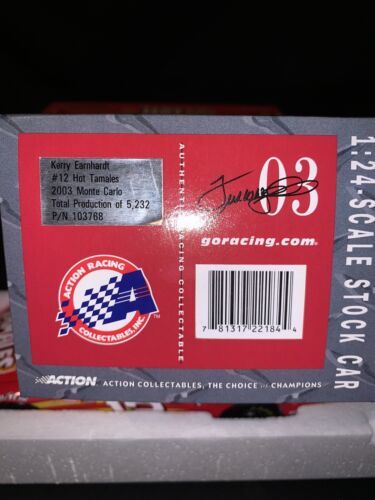 Kerry Earnhardt
#12 Hot Tamales
2003 Monte Carlo
Total Production of 5,232
P/N 103768
AUTHENTIC RACING COLLECTABLE
03
goracing.com®
ACTION RACING
COLLECTABLES, INC.
A
TM
7 81317 22184 4
ACTION
ACTION COLLECTABLES, THE CHOICE OF CHAMPIONS
1:24-SCALE STOCK CAR